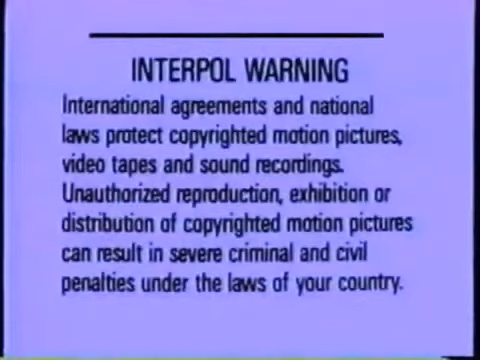 INTERPOL WARNING
International agreements and national
laws protect copyrighted motion pictures,
video tapes and sound recordings.
Unauthorized reproduction, exhibition or
distribution of copyrighted motion pictures
can result in severe criminal and civil
penalties under the laws of your country.